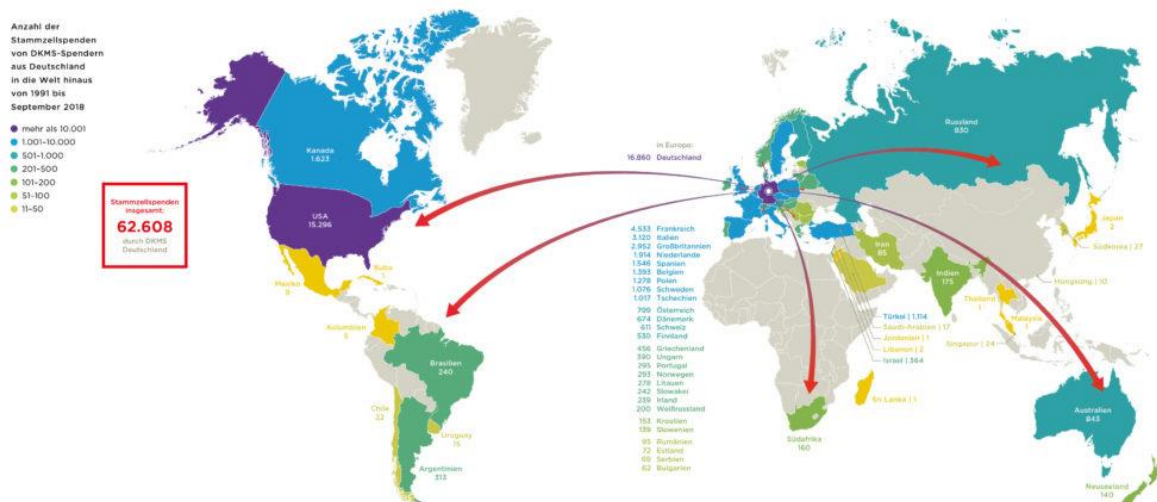 Anzahl der
Stammzellspenden
von DKMS-Spendern
aus Deutschland
in die Welt hinaus
von 1991 bis
September 2018
mehr als 10.001
1.001–10.000
501–1.000
201–500
101–200
51–100
11–50
Stammzellspenden
insgesamt:
62.608
durch DKMS
Deutschland
Kanada
1.623
USA
15.296
Mexiko
9
Kuba
1
Kolumbien
5
Brasilien
240
Chile
22
Uruguay
15
Argentinien
313
in Europa:
16.860 Deutschland
4.533 Frankreich
3.120 Italien
2.952 Großbritannien
1.914 Niederlande
1.546 Spanien
1.393 Belgien
1.278 Polen
1.076 Schweden
1.017 Tschechien
709 Österreich
674 Dänemark
611 Schweiz
530 Finnland
456 Griechenland
390 Ungarn
295 Portugal
293 Norwegen
278 Litauen
242 Slowakei
239 Irland
200 Weißrussland
153 Kroatien
139 Slowenien
95 Rumänien
72 Estland
69 Serbien
62 Bulgarien
Russland
830
Japan
2
Südkorea | 27
Iran
85
Indien
175
Hongkong | 10
Thailand
1
Malaysia
1
Singapur | 24
Türkei | 1.114
Saudi-Arabien | 17
Jordanien | 1
Libanon | 2
Israel | 364
Sri Lanka | 1
Südafrika
160
Australien
843
Neuseeland
140